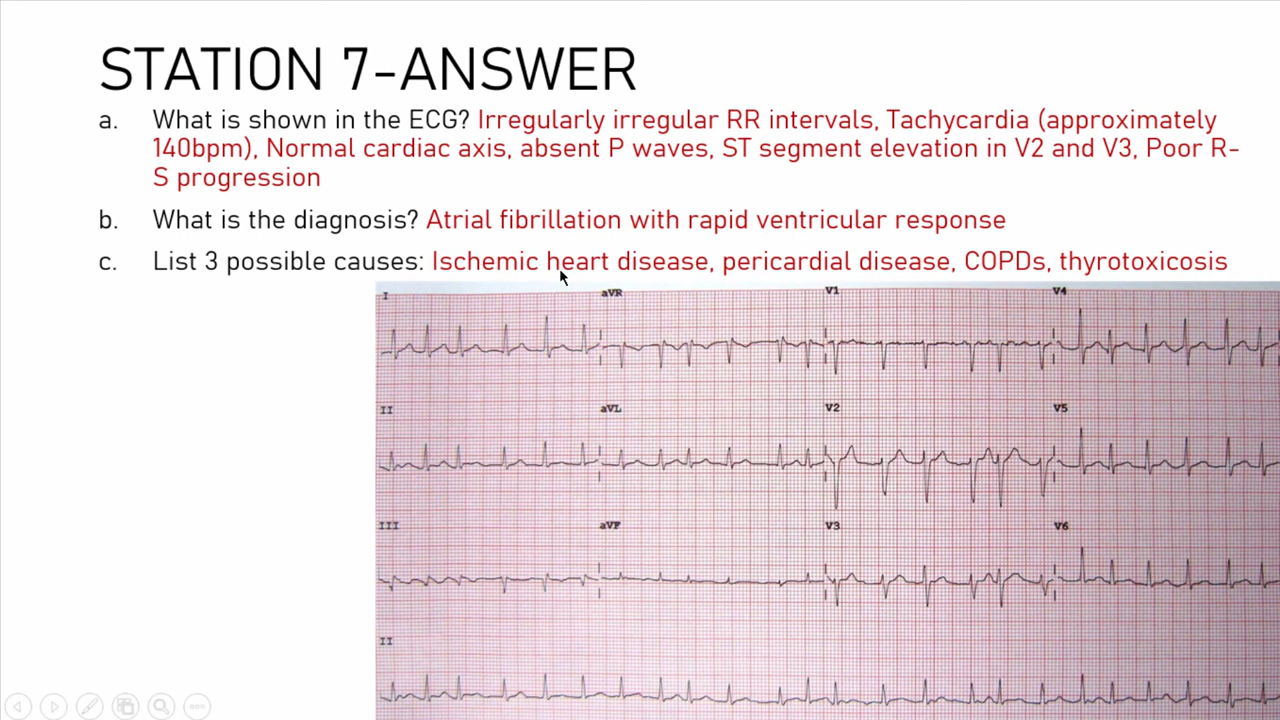 STATION 7-ANSWER
a. What is shown in the ECG? Irregularly irregular RR intervals, Tachycardia (approximately
140bpm), Normal cardiac axis, absent P waves, ST segment elevation in V2 and V3, Poor R-
S progression
b. What is the diagnosis? Atrial fibrillation with rapid ventricular response
c. List 3 possible causes: Ischemic heart disease, pericardial disease, COPDs, thyrotoxicosis
I aVR V1 V4
II aVL V2 V5
III aVF V3 V6
II